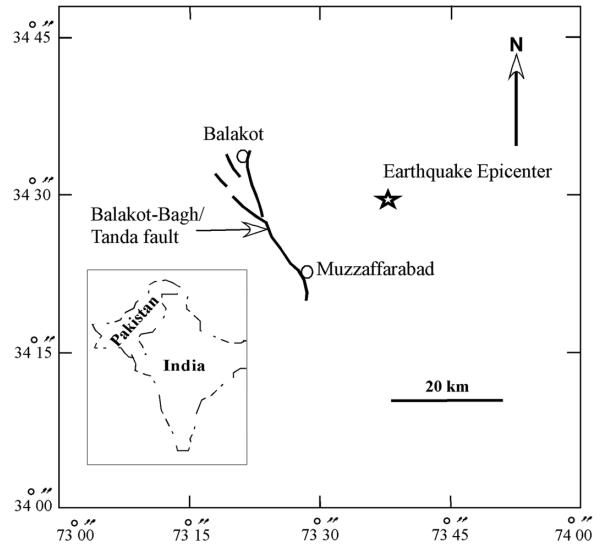 34 45
N
Balakot
34 30
Earthquake Epicenter
Balakot-Bagh/
Tanda fault
Muzzaffarabad
Pakistan
India
34 15
20 km
34 00
73 00
73 15
73 30
73 45
74 00